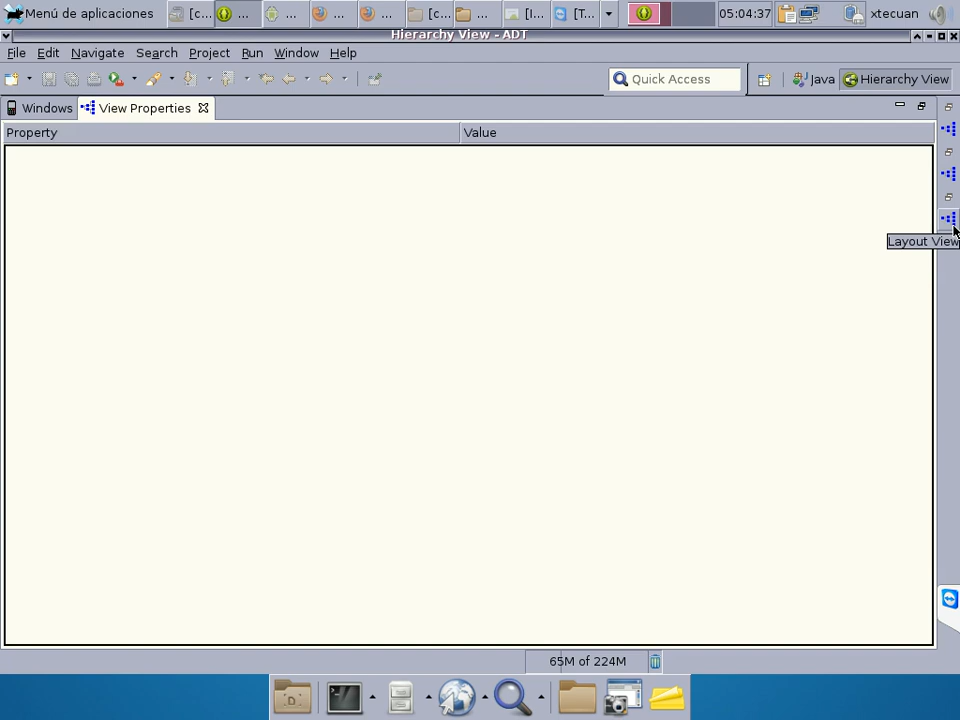 Menú de aplicaciones [c... ... ... ... ... [c... ... [I... [T... 05:04:37 xtecuan
Hierarchy View - ADT
File Edit Navigate Search Project Run Window Help
Quick Access Java Hierarchy View
Windows View Properties
Property Value
Layout View
65M of 224M
D